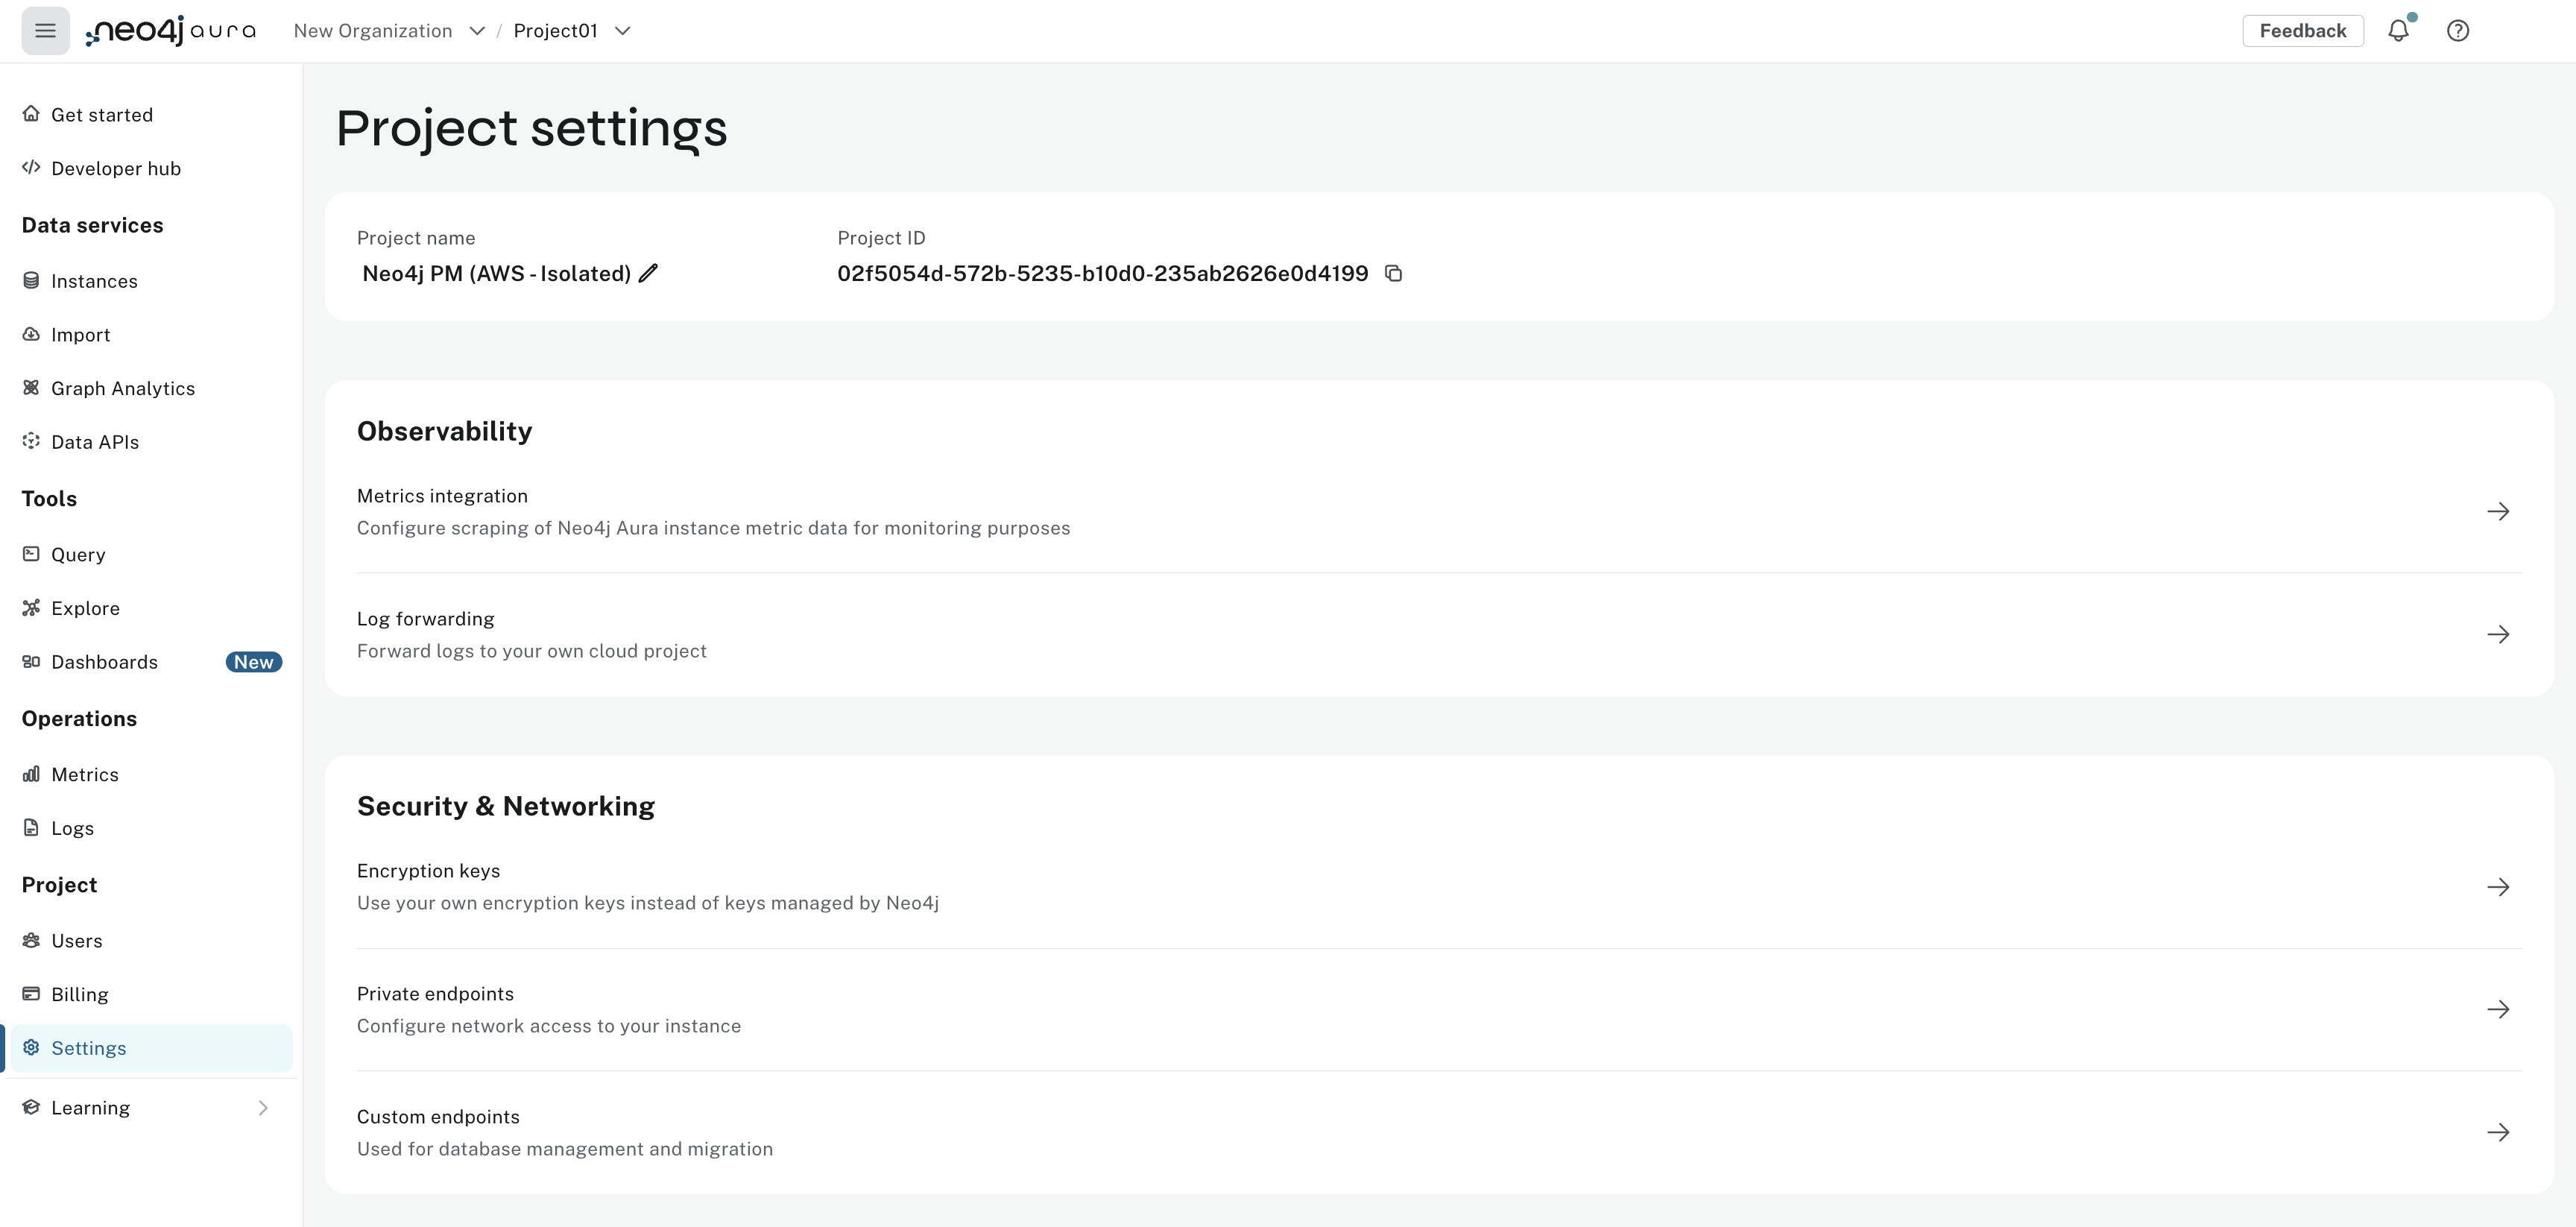 neo4j aura New Organization / Project01 Feedback
Get started
Developer hub
Data services
Instances
Import
Graph Analytics
Data APIs
Tools
Query
Explore
Dashboards New
Operations
Metrics
Logs
Project
Users
Billing
Settings
Learning
Project settings
Project name
Neo4j PM (AWS - Isolated)
Project ID
02f5054d-572b-5235-b10d0-235ab2626e0d4199
Observability
Metrics integration
Configure scraping of Neo4j Aura instance metric data for monitoring purposes
Log forwarding
Forward logs to your own cloud project
Security & Networking
Encryption keys
Use your own encryption keys instead of keys managed by Neo4j
Private endpoints
Configure network access to your instance
Custom endpoints
Used for database management and migration